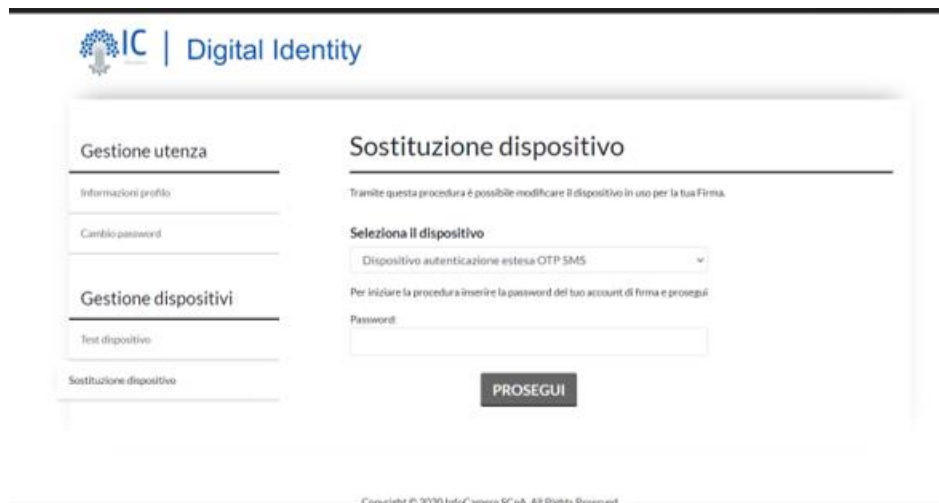 IC | Digital Identity
Gestione utenza
Informazioni profilo
Cambio password
Gestione dispositivi
Test dispositivo
Sostituzione dispositivo
Sostituzione dispositivo
Tramite questa procedura è possibile modificare il dispositivo in uso per la tua Firma.
Seleziona il dispositivo
Dispositivo autenticazione estesa OTP SMS
Per iniziare la procedura inserire la password del tuo account di firma e prosegui
Password:
PROSEGUI
Copyright © 2020 InfoCamere SCpA. All Rights Reserved